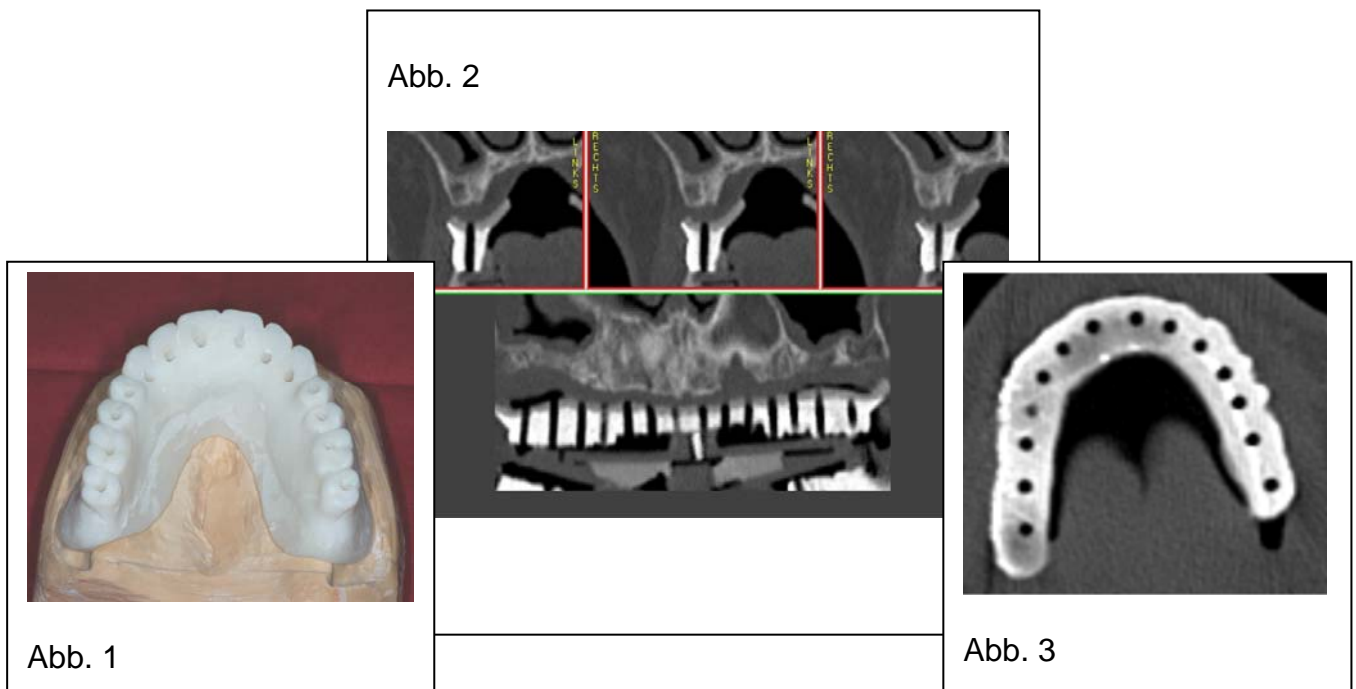 Abb. 2
LINKS
RECHTS
LINKS
RECHTS
Abb. 1
Abb. 3